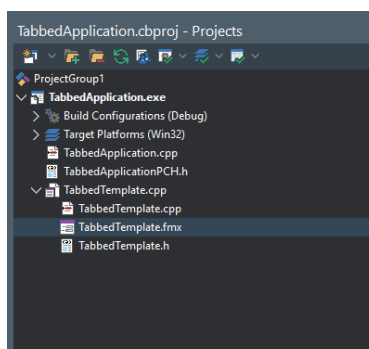 TabbedApplication.cbproj - Projects
ProjectGroup1
TabbedApplication.exe
Build Configurations (Debug)
Target Platforms (Win32)
TabbedApplication.cpp
TabbedApplicationPCH.h
TabbedTemplate.cpp
TabbedTemplate.cpp
TabbedTemplate.fmx
TabbedTemplate.h